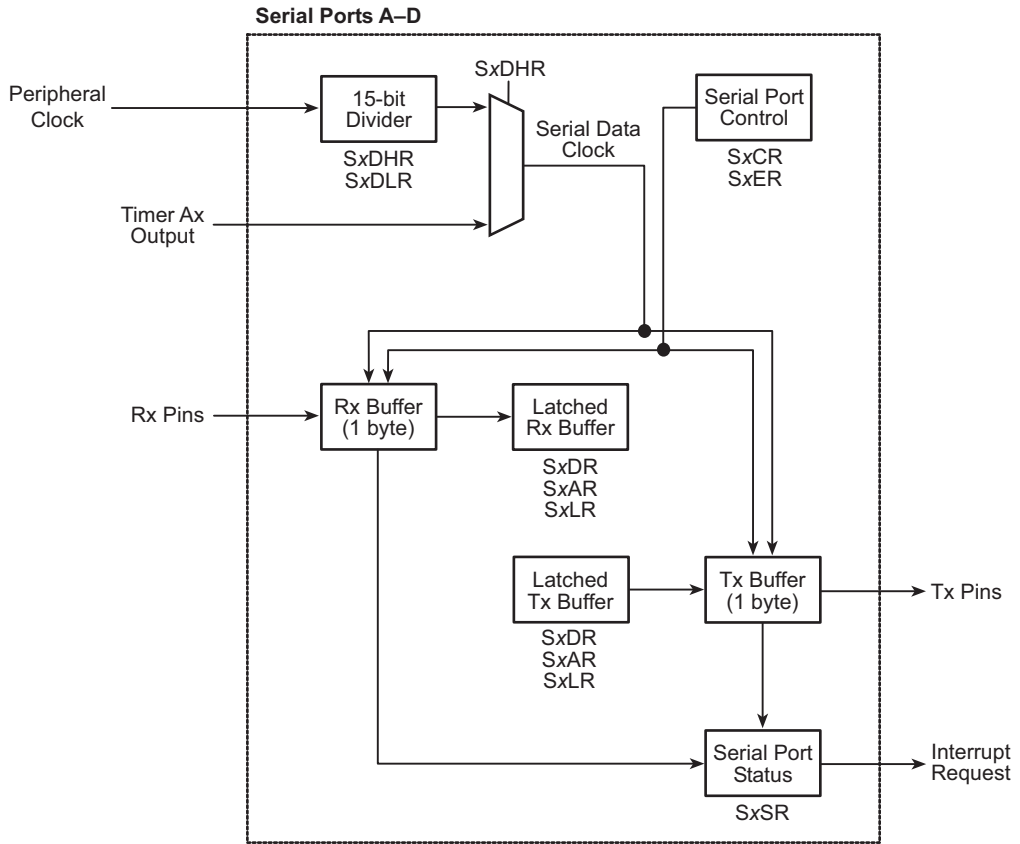 Serial Ports A–D
SxDHR
Peripheral
Clock
15-bit
Divider
SxDHR
SxDLR
Serial Data
Clock
Serial Port
Control
SxCR
SxER
Timer Ax
Output
Rx Pins
Rx Buffer
(1 byte)
Latched
Rx Buffer
SxDR
SxAR
SxLR
Latched
Tx Buffer
SxDR
SxAR
SxLR
Tx Buffer
(1 byte)
Tx Pins
Serial Port
Status
SxSR
Interrupt
Request